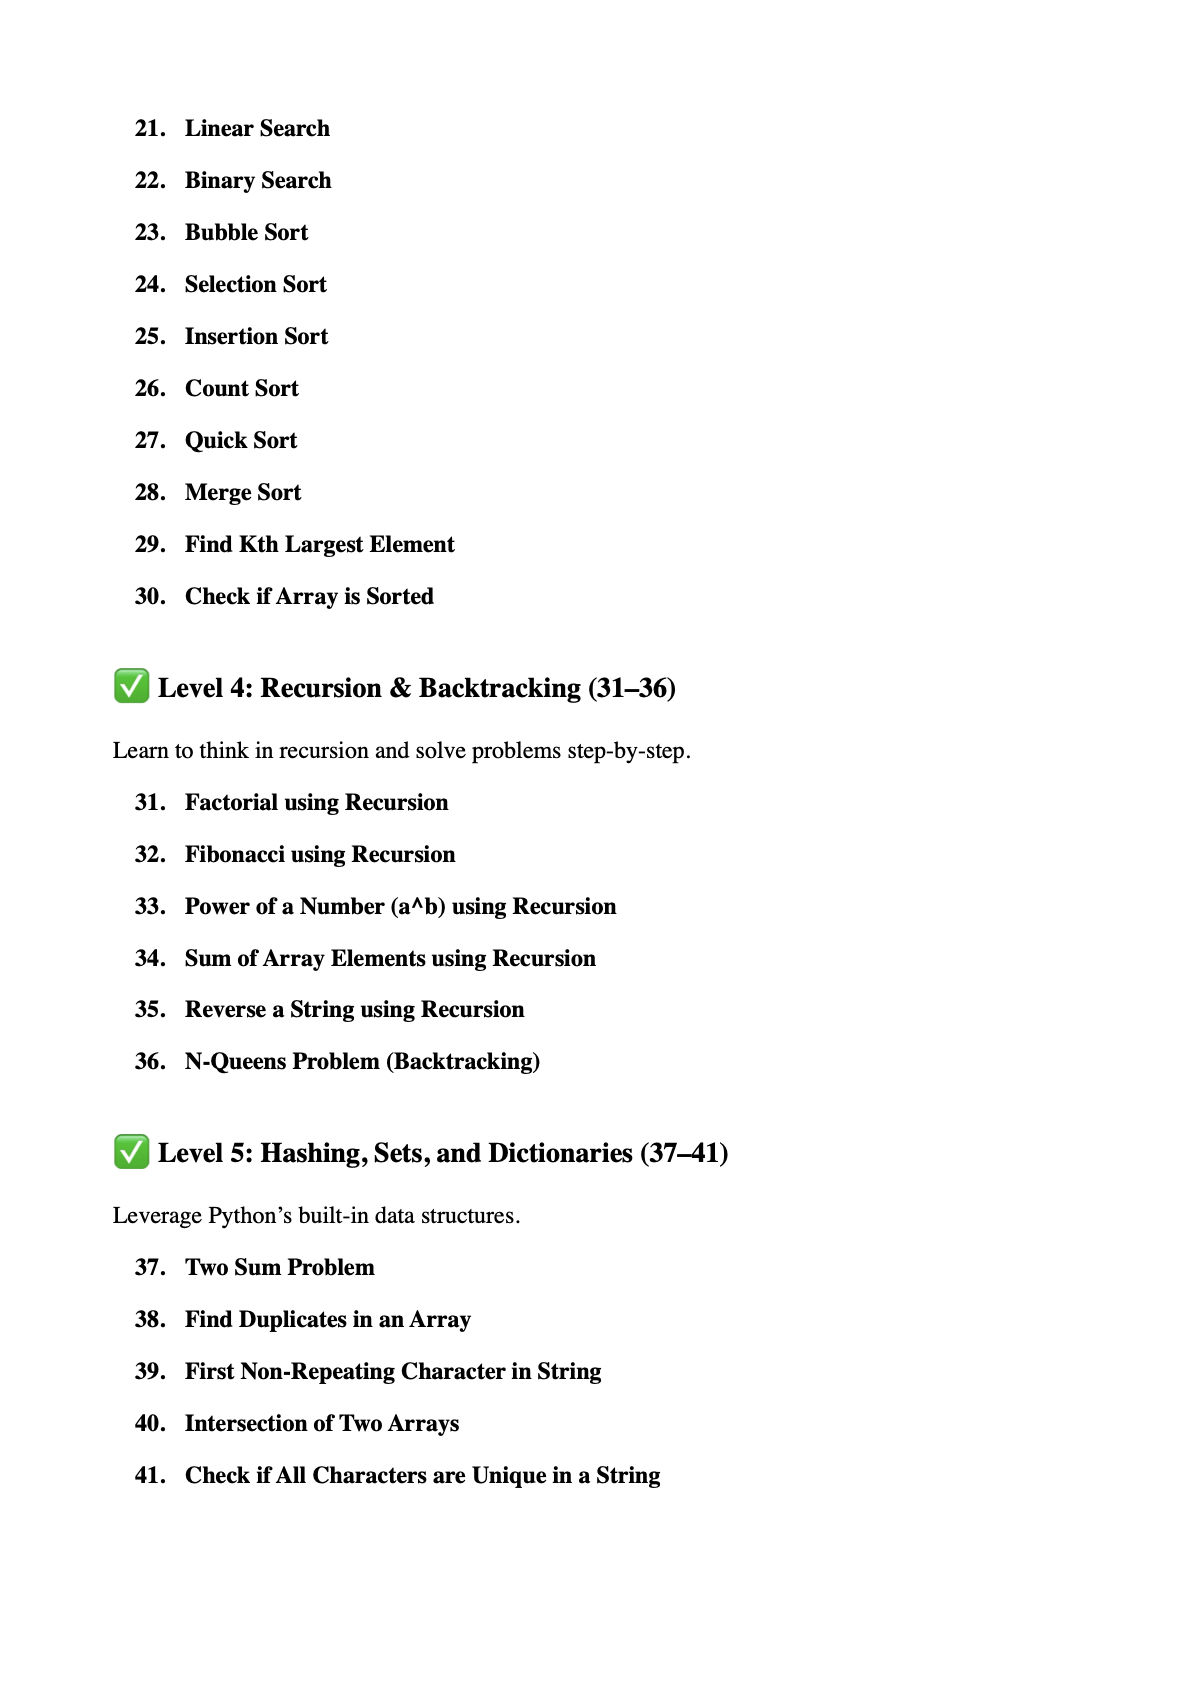 21. Linear Search
22. Binary Search
23. Bubble Sort
24. Selection Sort
25. Insertion Sort
26. Count Sort
27. Quick Sort
28. Merge Sort
29. Find Kth Largest Element
30. Check if Array is Sorted
✅ Level 4: Recursion & Backtracking (31–36)
Learn to think in recursion and solve problems step-by-step.
31. Factorial using Recursion
32. Fibonacci using Recursion
33. Power of a Number (a^b) using Recursion
34. Sum of Array Elements using Recursion
35. Reverse a String using Recursion
36. N-Queens Problem (Backtracking)
✅ Level 5: Hashing, Sets, and Dictionaries (37–41)
Leverage Python’s built-in data structures.
37. Two Sum Problem
38. Find Duplicates in an Array
39. First Non-Repeating Character in String
40. Intersection of Two Arrays
41. Check if All Characters are Unique in a String